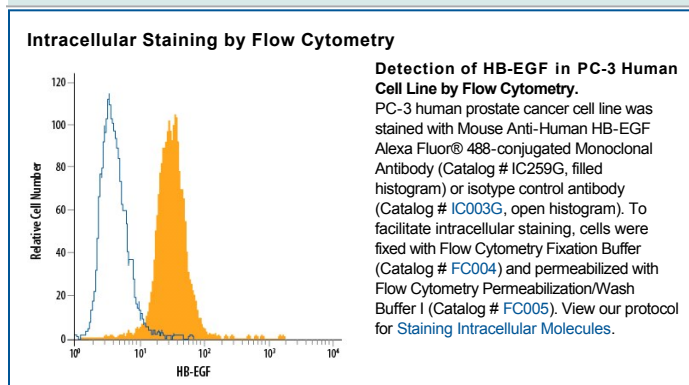 Intracellular Staining by Flow Cytometry
Detection of HB-EGF in PC-3 Human
Cell Line by Flow Cytometry.
PC-3 human prostate cancer cell line was
stained with Mouse Anti-Human HB-EGF
Alexa Fluor® 488-conjugated Monoclonal
Antibody (Catalog # IC259G, filled
histogram) or isotype control antibody
(Catalog # IC003G, open histogram). To
facilitate intracellular staining, cells were
fixed with Flow Cytometry Fixation Buffer
(Catalog # FC004) and permeabilized with
Flow Cytometry Permeabilization/Wash
Buffer I (Catalog # FC005). View our protocol
for Staining Intracellular Molecules.
Relative Cell Number
120
100
80
60
40
20
0
10⁰ 10¹ 10² 10³ 10⁴
HB-EGF